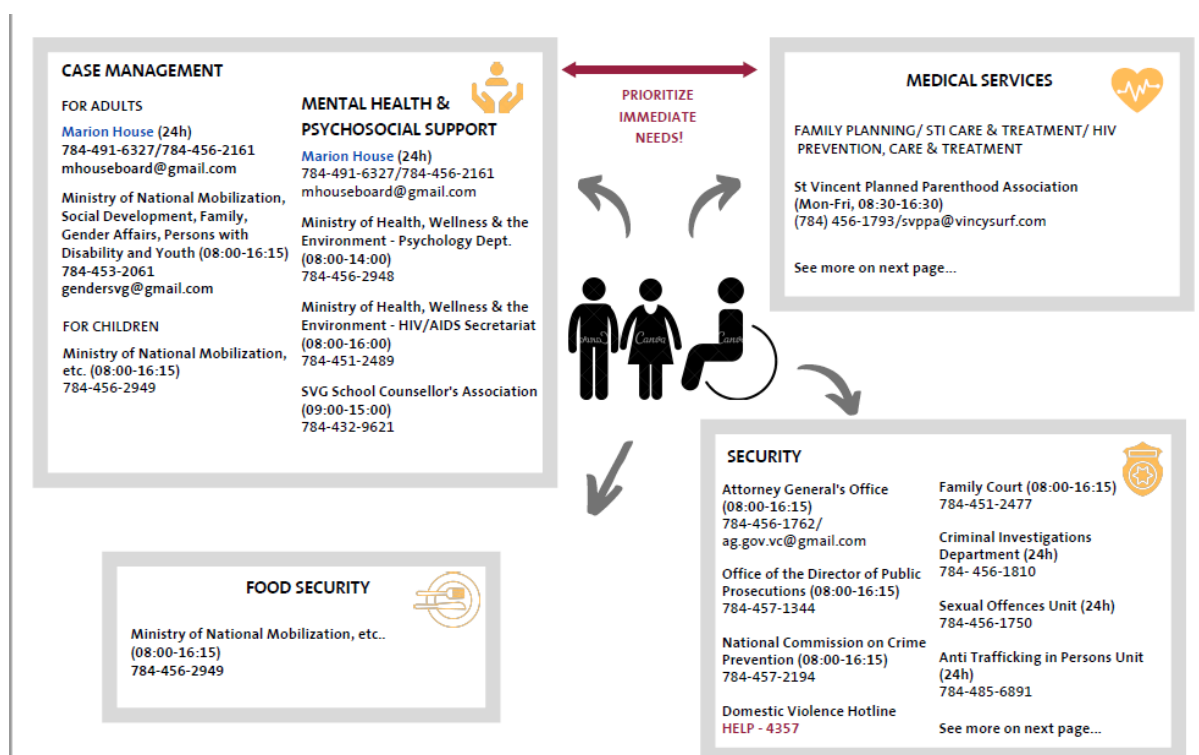 CASE MANAGEMENT
FOR ADULTS
Marion House (24h)
784-491-6327/784-456-2161
mhouseboard@gmail.com
Ministry of National Mobilization,
Social Development, Family,
Gender Affairs, Persons with
Disability and Youth (08:00-16:15)
784-453-2061
gendersvg@gmail.com
FOR CHILDREN
Ministry of National Mobilization,
etc. (08:00-16:15)
784-456-2949
MENTAL HEALTH &
PSYCHOSOCIAL SUPPORT
Marion House (24h)
784-491-6327/784-456-2161
mhouseboard@gmail.com
Ministry of Health, Wellness & the
Environment - Psychology Dept.
(08:00-14:00)
784-456-2948
Ministry of Health, Wellness & the
Environment - HIV/AIDS Secretariat
(08:00-16:00)
784-451-2489
SVG School Counsellor's Association
(09:00-15:00)
784-432-9621
PRIORITIZE
IMMEDIATE
NEEDS!
MEDICAL SERVICES
FAMILY PLANNING/ STI CARE & TREATMENT/ HIV
PREVENTION, CARE & TREATMENT
St Vincent Planned Parenthood Association
(Mon-Fri, 08:30-16:30)
(784) 456-1793/svppa@vincysurf.com
See more on next page...
Canva
Canva
FOOD SECURITY
Ministry of National Mobilization, etc..
(08:00-16:15)
784-456-2949
SECURITY
Attorney General's Office
(08:00-16:15)
784-456-1762/
ag.gov.vc@gmail.com
Office of the Director of Public
Prosecutions (08:00-16:15)
784-457-1344
National Commission on Crime
Prevention (08:00-16:15)
784-457-2194
Domestic Violence Hotline
HELP - 4357
Family Court (08:00-16:15)
784-451-2477
Criminal Investigations
Department (24h)
784- 456-1810
Sexual Offences Unit (24h)
784-456-1750
Anti Trafficking in Persons Unit
(24h)
784-485-6891
See more on next page...